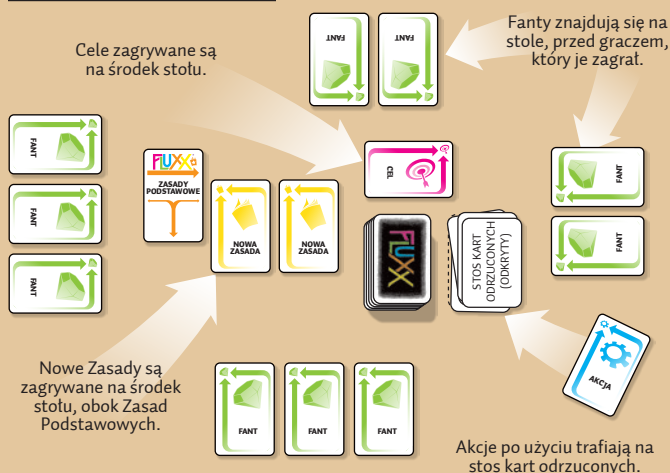 Cele zagrywane są
na środek stołu.
FANT
FANT
Fanty znajdują się na
stole, przed graczem,
który je zagrał.
FANT
FANT
FANT
FLUXX'a
ZASADY
PODSTAWOWE
NOWA
ZASADA
NOWA
ZASADA
CEL
FLUXX
STOS KART
ODRZUCONYCH
(ODKRYTY)
FANT
FANT
AKCJA
Nowe Zasady są
zagrywane na środek
stołu, obok Zasad
Podstawowych.
FANT
FANT
FANT
Akcje po użyciu trafiają na
stos kart odrzuconych.